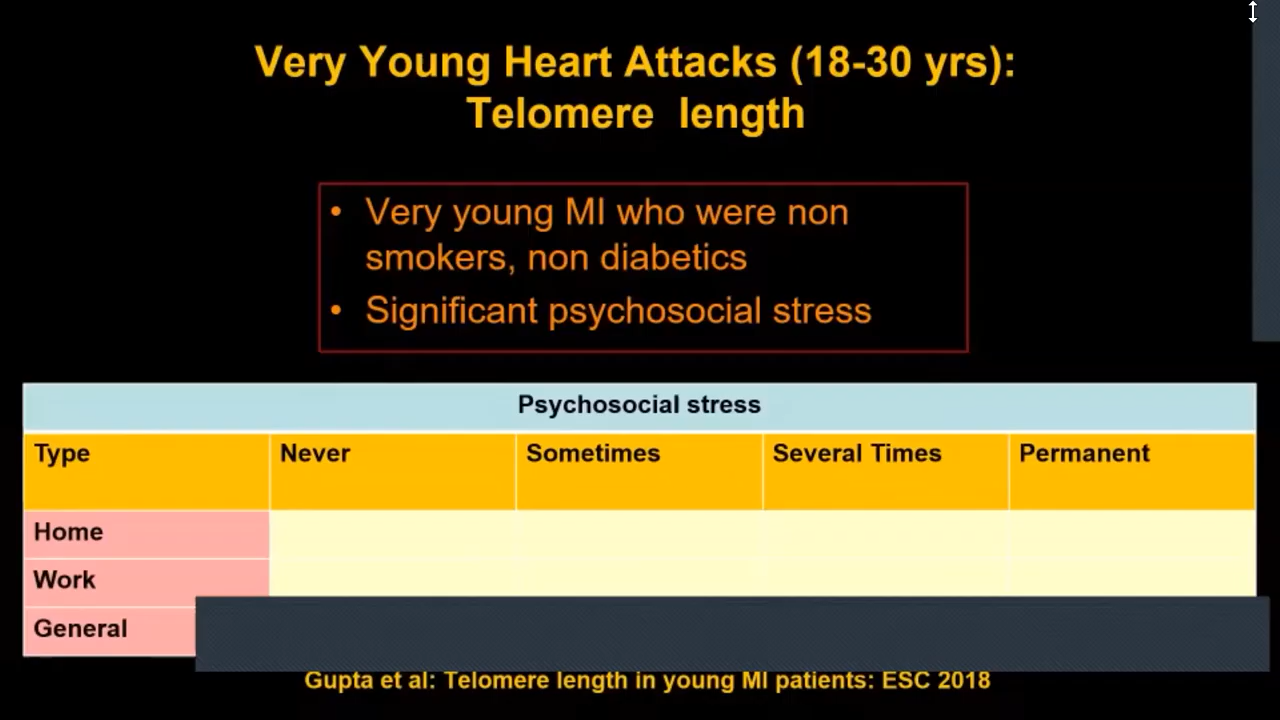 Very Young Heart Attacks (18-30 yrs):
Telomere length
• Very young MI who were non
smokers, non diabetics
• Significant psychosocial stress
Psychosocial stress
Type Never Sometimes Several Times Permanent
Home
Work
General
Gupta et al: Telomere length in young MI patients: ESC 2018